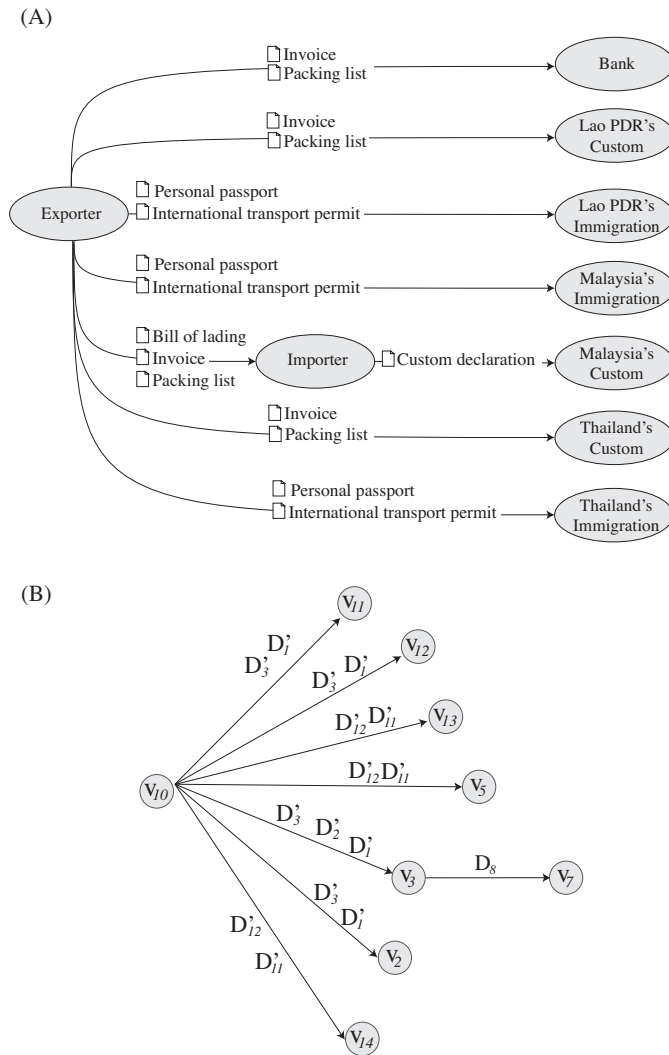 (A)
Invoice
Packing list
Bank
Invoice
Packing list
Lao PDR's
Custom
Exporter
Personal passport
International transport permit
Lao PDR's
Immigration
Personal passport
International transport permit
Malaysia's
Immigration
Bill of lading
Invoice
Packing list
Importer
Custom declaration
Malaysia's
Custom
Invoice
Packing list
Thailand's
Custom
Personal passport
International transport permit
Thailand's
Immigration
(B)
v11
D'3 D'1
v12
D'3 D'1
v13
D'12 D'11
v10
D'12 D'11
v5
D'3 D'2 D'1
v3
D8
v7
D'3
D'1
v2
D'12
D'11
v14